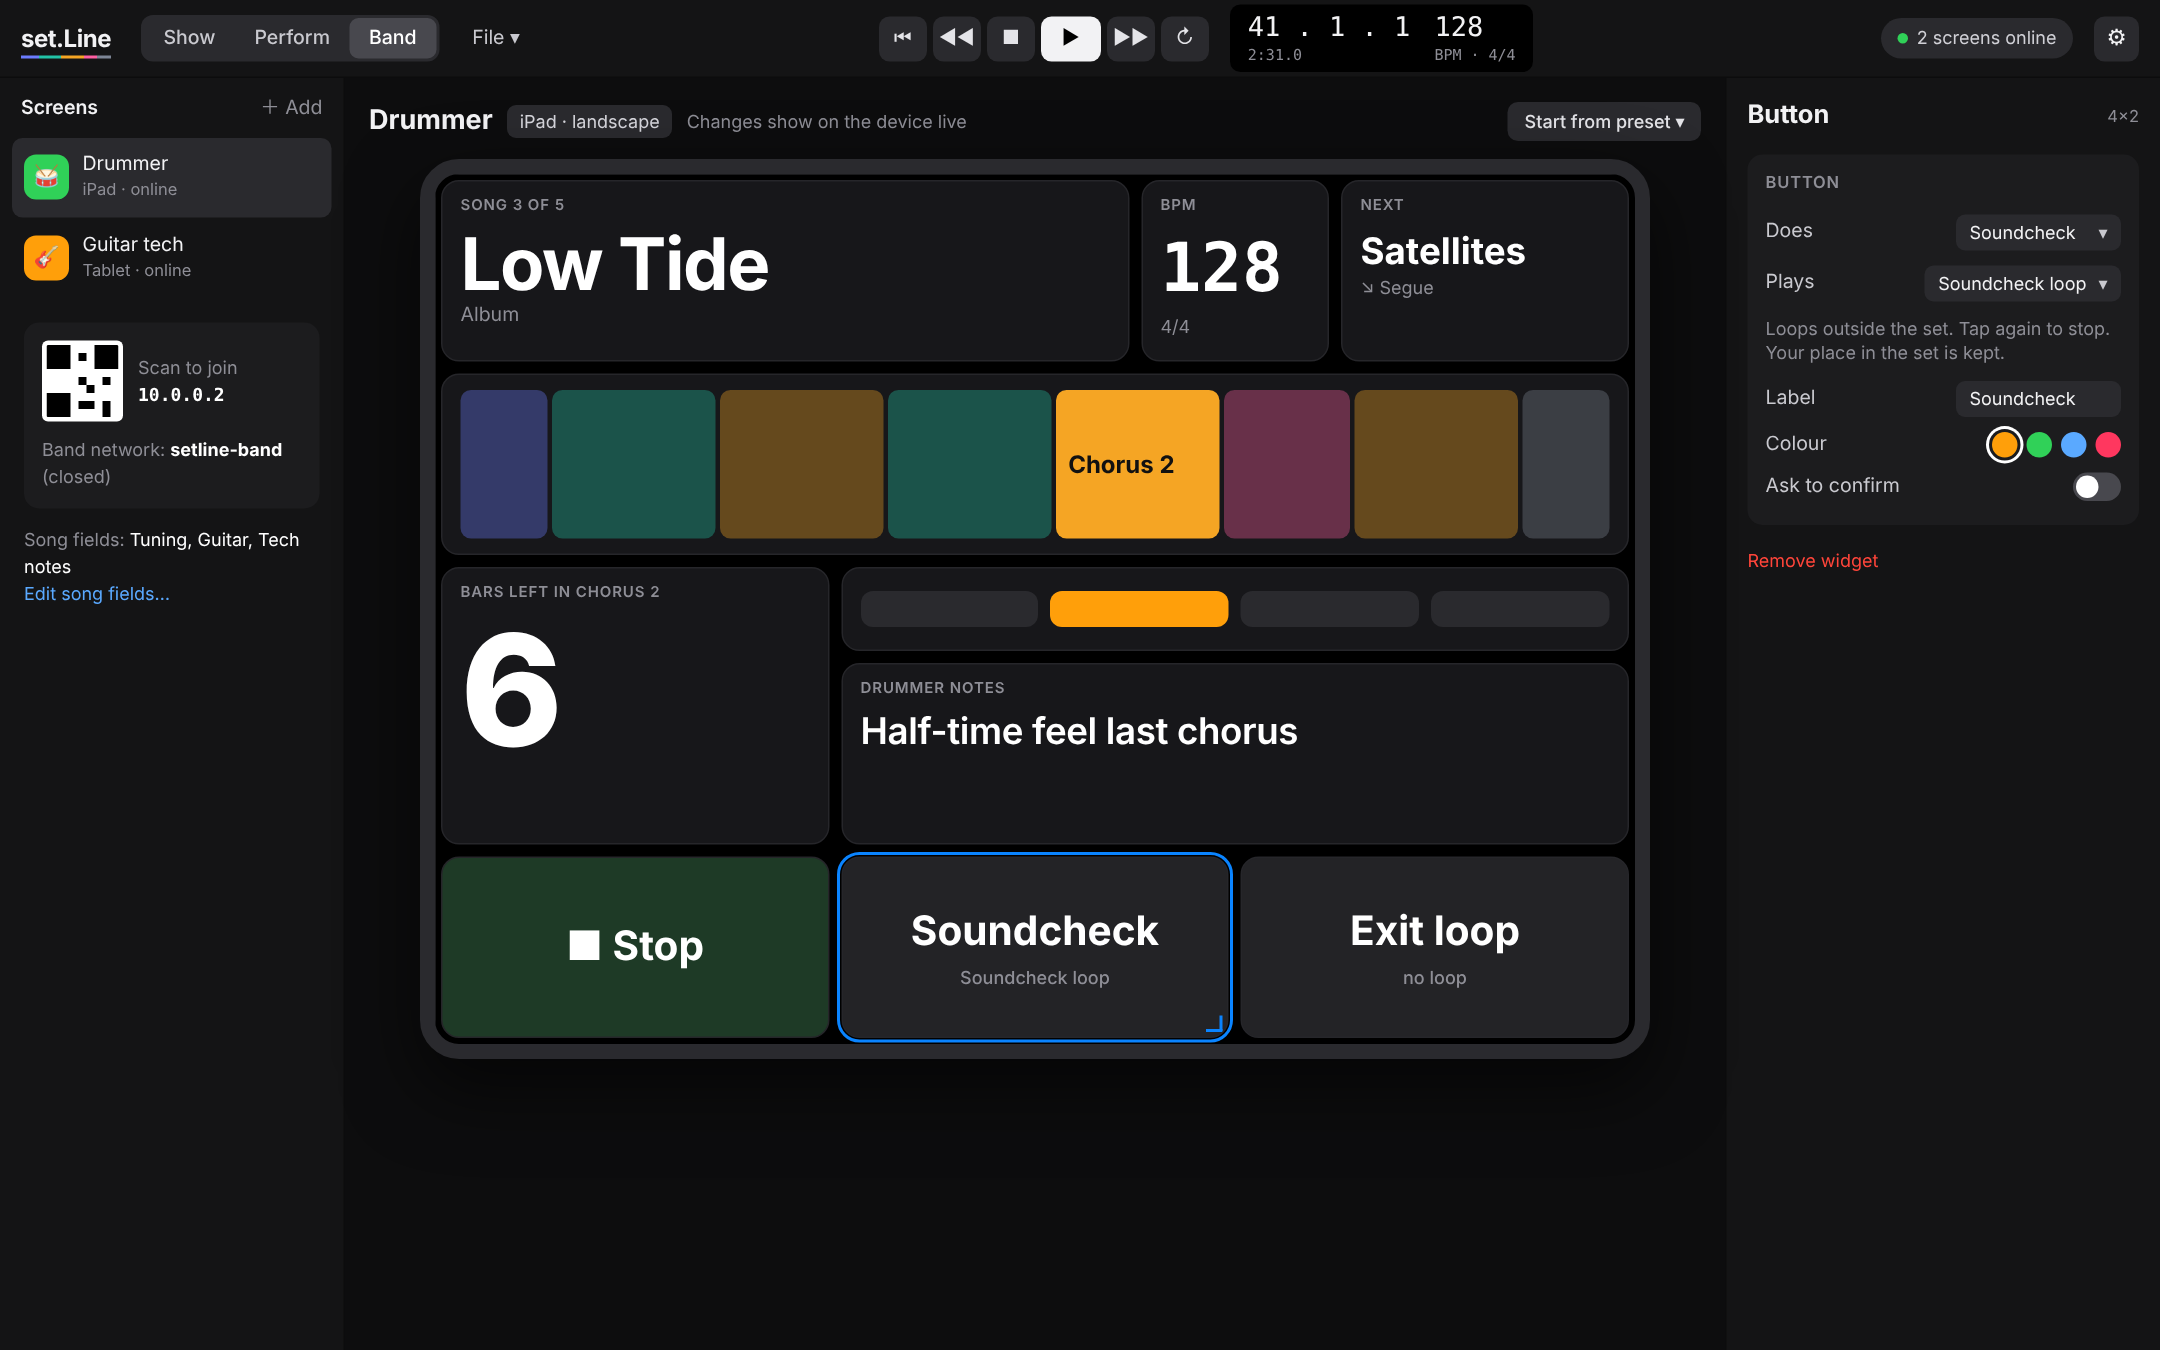 set.Line
Show Perform Band File ▾
41 . 1 . 1 128
2:31.0 BPM · 4/4
2 screens online
Screens
+ Add
Drummer
iPad · online
Guitar tech
Tablet · online
Scan to join
10.0.0.2
Band network: setline-band
(closed)
Song fields: Tuning, Guitar, Tech
notes
Edit song fields...
Drummer iPad · landscape Changes show on the device live
Start from preset ▾
SONG 3 OF 5
Low Tide
Album
BPM
128
4/4
NEXT
Satellites
↘ Segue
Chorus 2
BARS LEFT IN CHORUS 2
6
DRUMMER NOTES
Half-time feel last chorus
Stop
Soundcheck
Soundcheck loop
Exit loop
no loop
Button 4×2
BUTTON
Does Soundcheck ▾
Plays Soundcheck loop ▾
Loops outside the set. Tap again to stop.
Your place in the set is kept.
Label Soundcheck
Colour
Ask to confirm
Remove widget